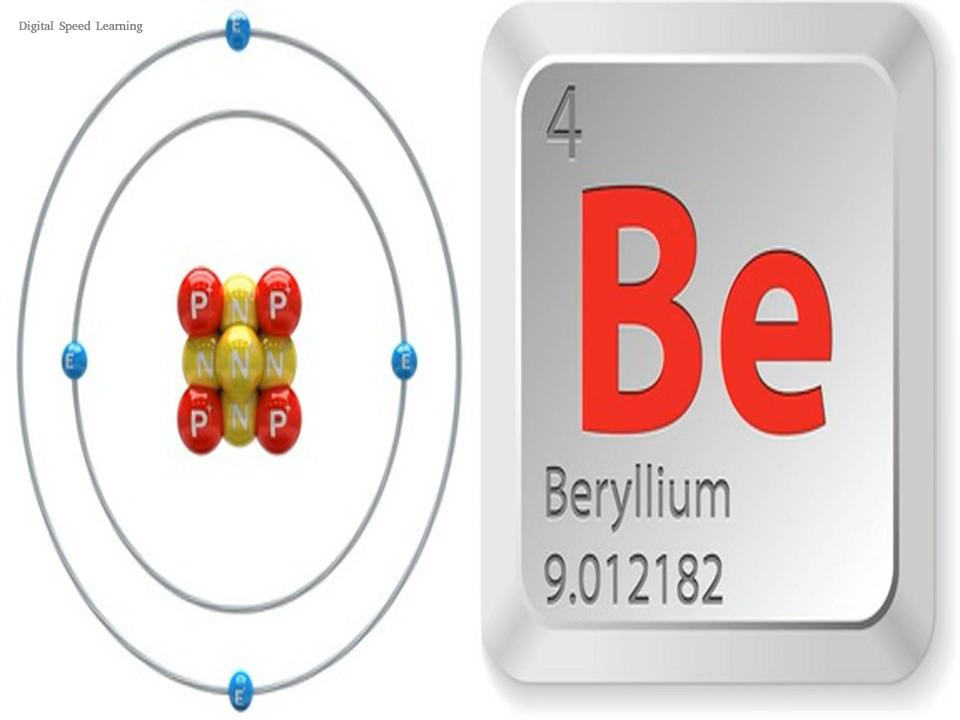 Digital Speed Learning
E
P+ N P+
E N N N E
P+ N P+
E
4
Be
Beryllium
9.012182